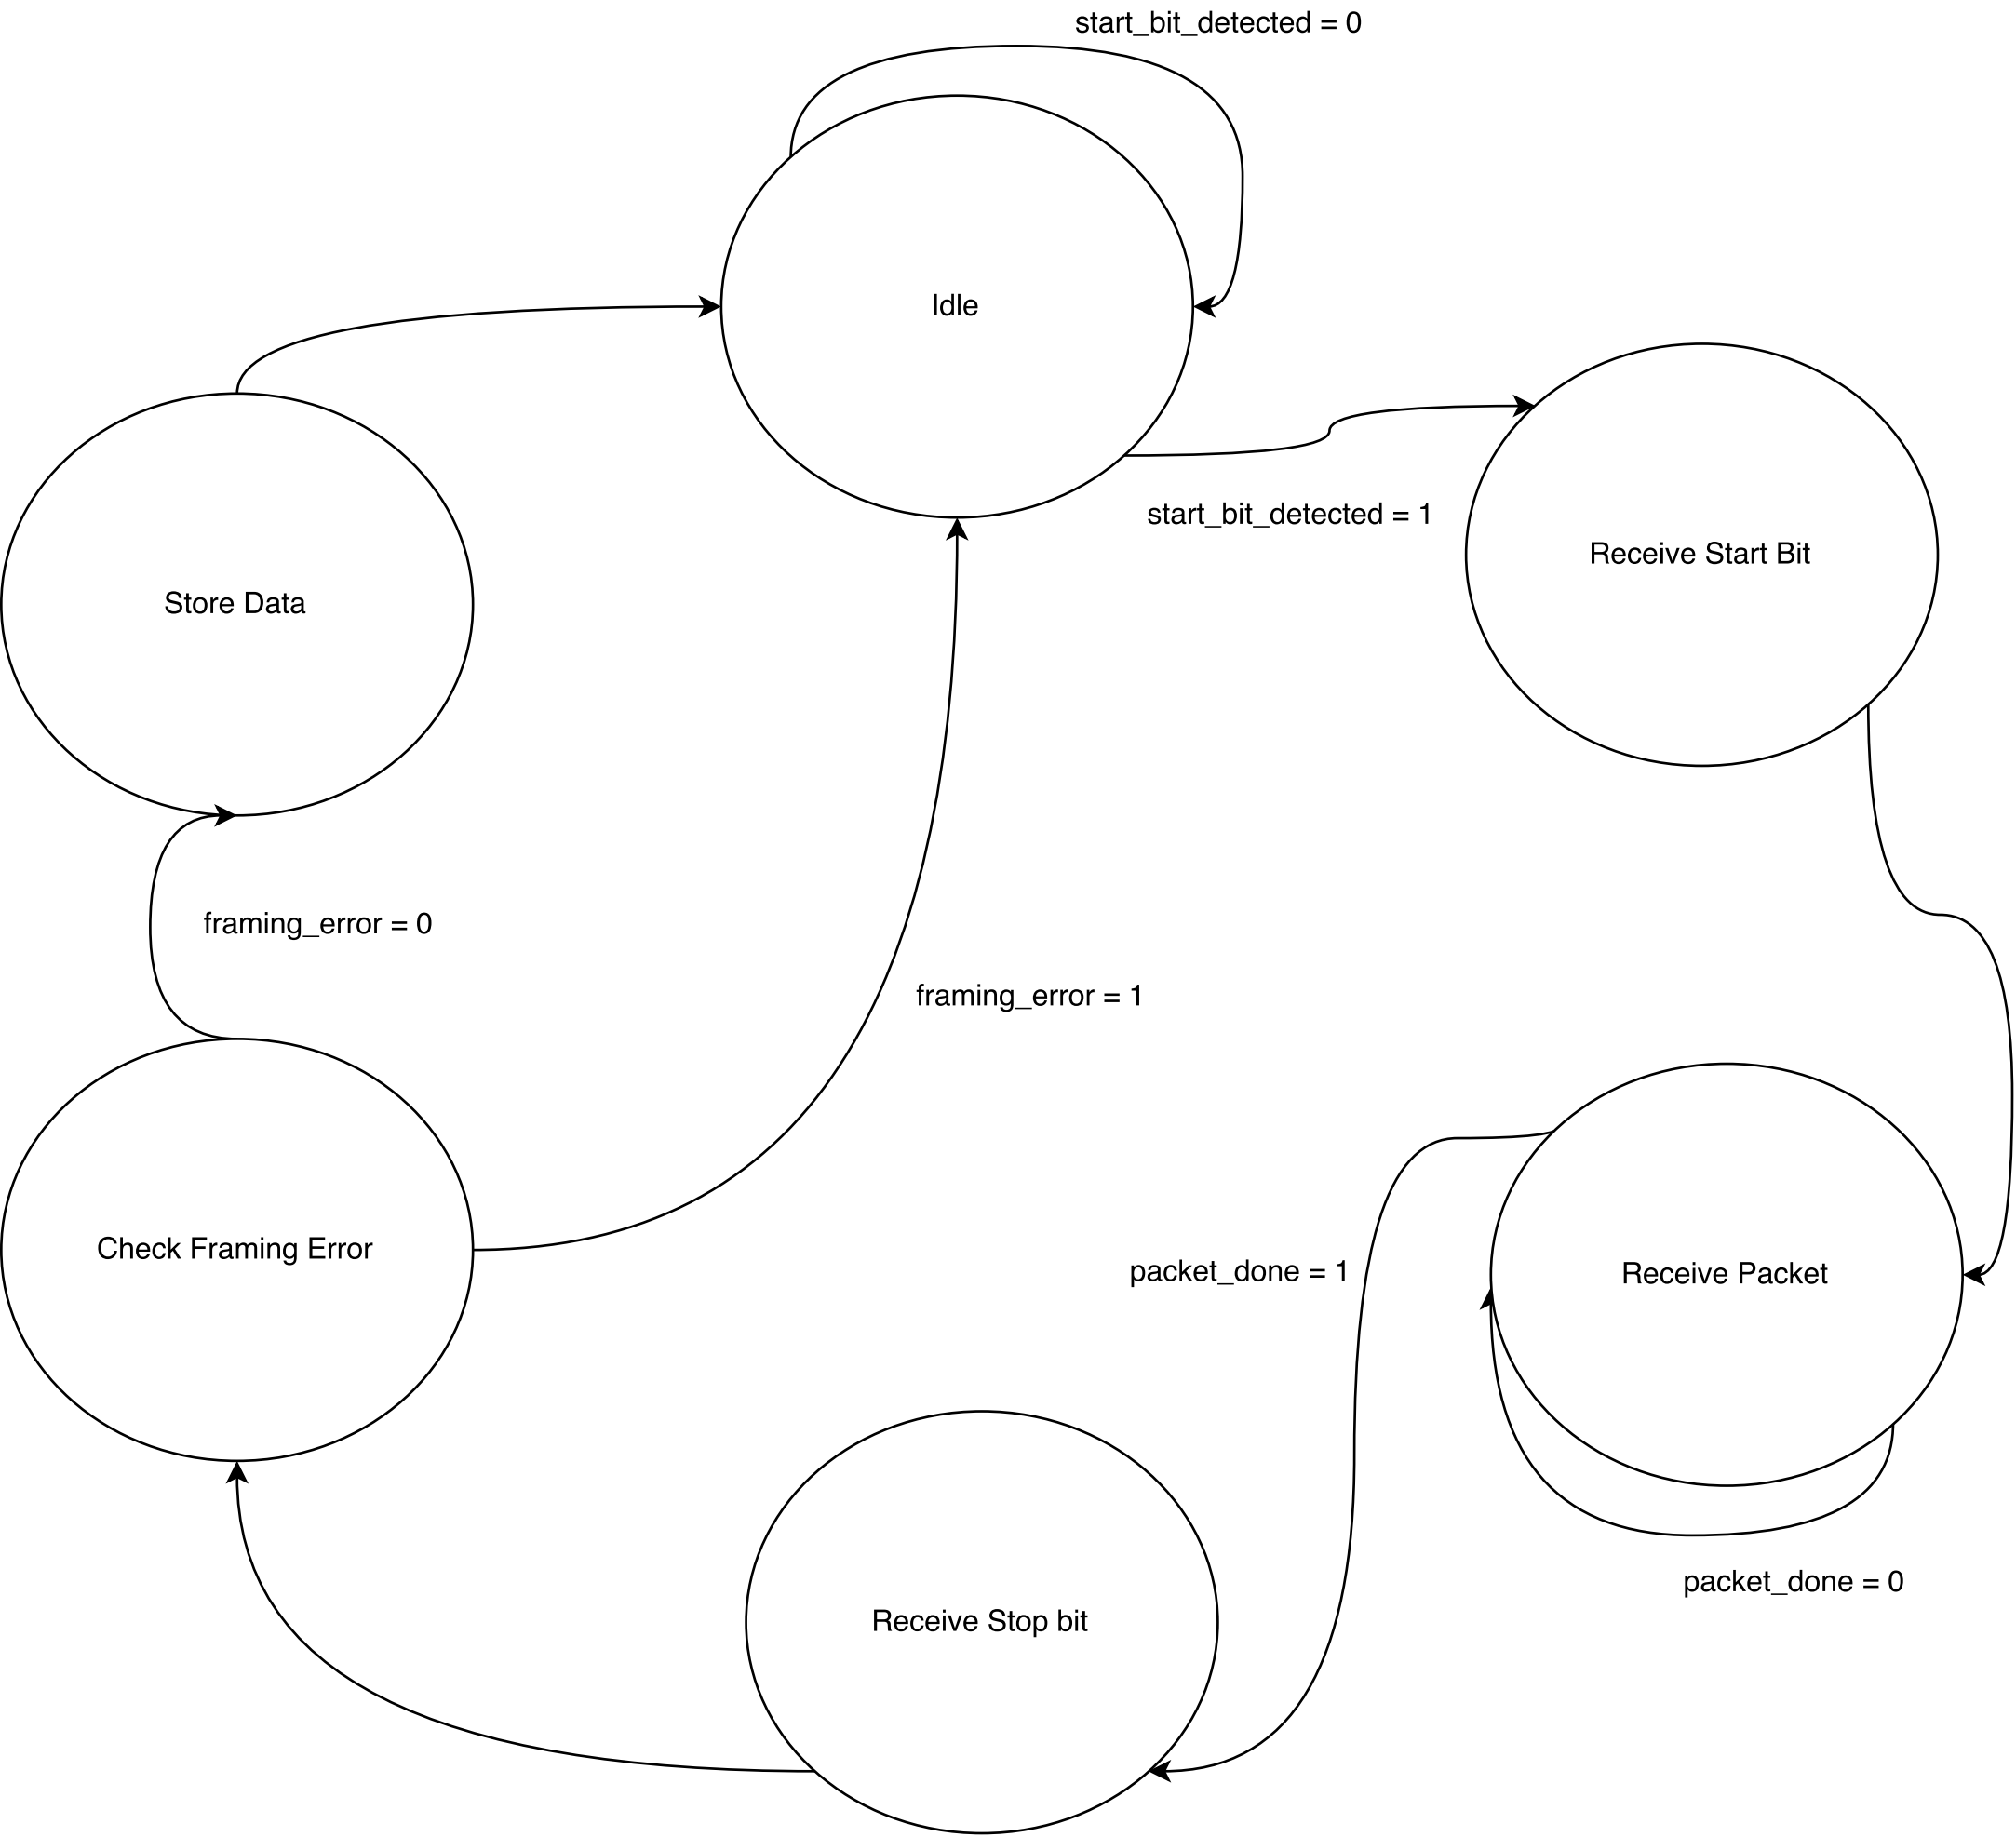 start_bit_detected = 0
Idle
start_bit_detected = 1
Receive Start Bit
Store Data
framing_error = 0
framing_error = 1
Check Framing Error
packet_done = 1
Receive Packet
packet_done = 0
Receive Stop bit